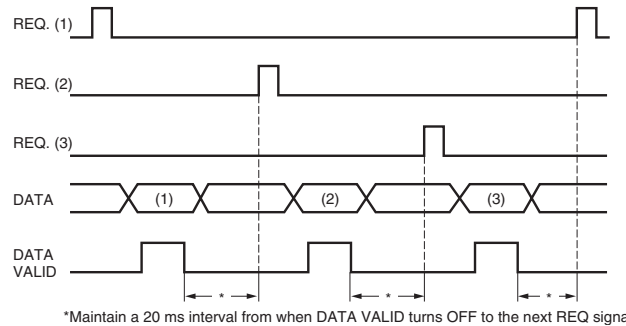 REQ. (1)
REQ. (2)
REQ. (3)
DATA (1) (2) (3)
DATA
VALID
* * *
*Maintain a 20 ms interval from when DATA VALID turns OFF to the next REQ